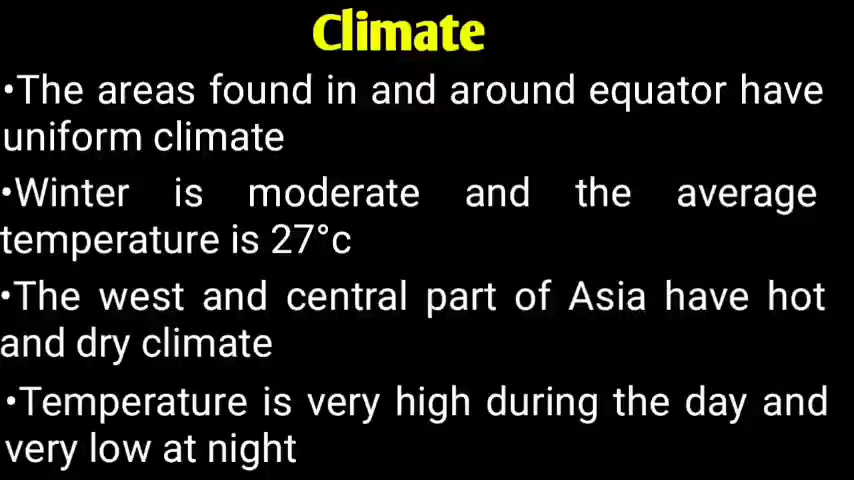 Climate
•The areas found in and around equator have
uniform climate
•Winter is moderate and the average
temperature is 27°c
•The west and central part of Asia have hot
and dry climate
•Temperature is very high during the day and
very low at night